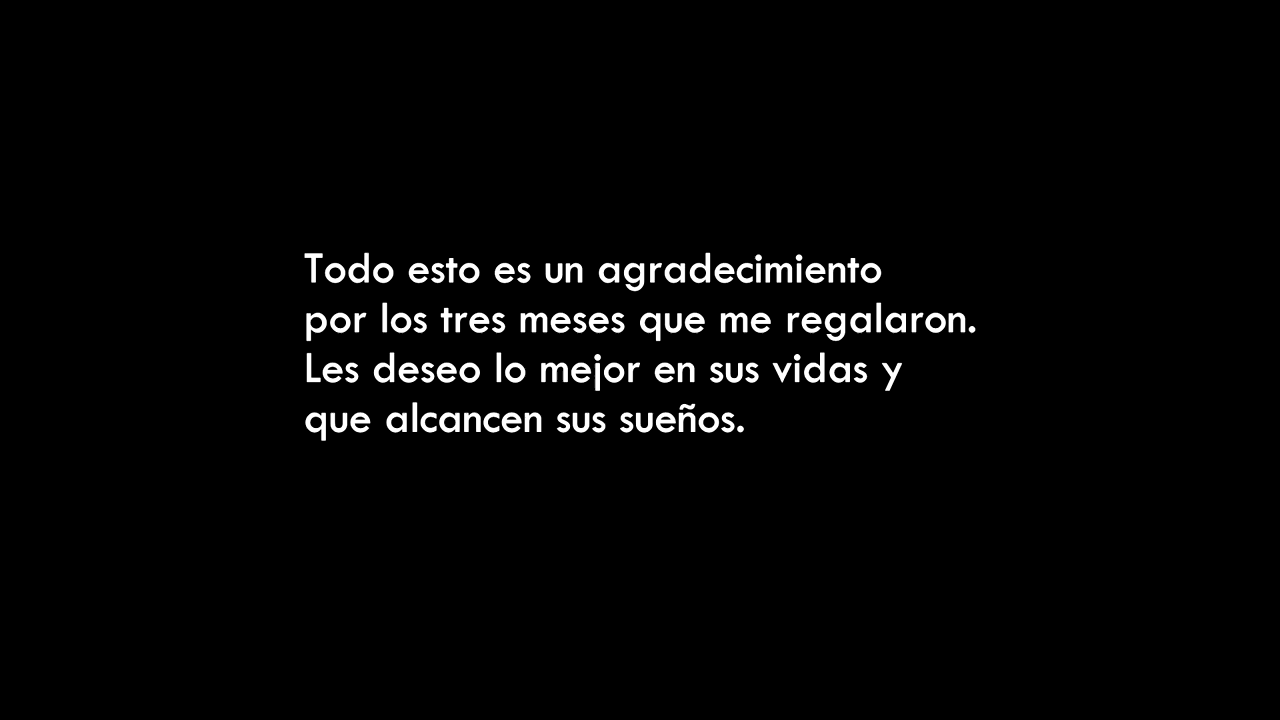 Todo esto es un agradecimiento
por los tres meses que me regalaron.
Les deseo lo mejor en sus vidas y
que alcancen sus sueños.